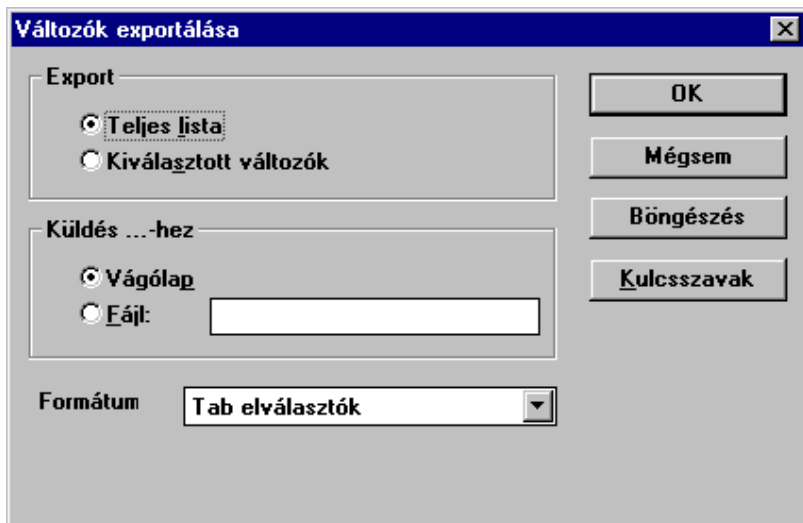 Változók exportálása
Export
Teljes lista
Kiválasztott változók
Küldés ...-hez
Vágólap
Fájl:
Formátum
Tab elválasztók
OK
Mégsem
Böngészés
Kulcsszavak